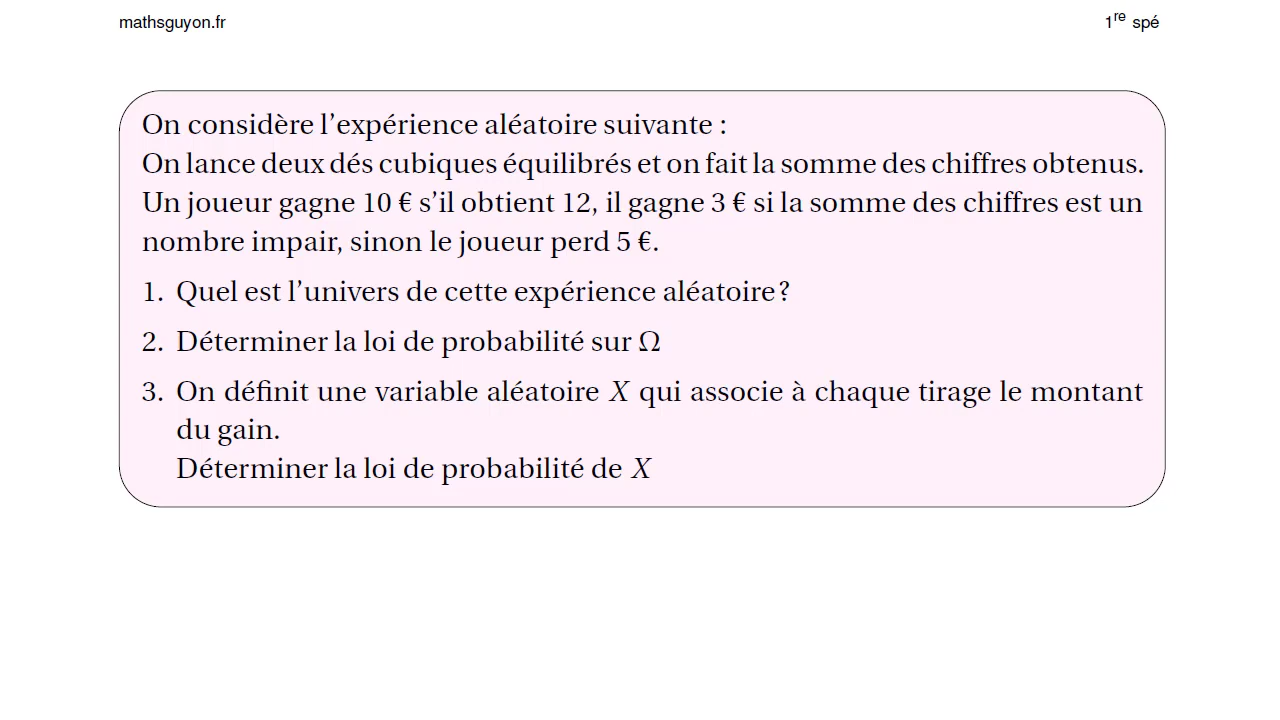 mathsguyon.fr
1re spé
On considère l'expérience aléatoire suivante :
On lance deux dés cubiques équilibrés et on fait la somme des chiffres obtenus.
Un joueur gagne 10 € s'il obtient 12, il gagne 3 € si la somme des chiffres est un
nombre impair, sinon le joueur perd 5 €.
1. Quel est l'univers de cette expérience aléatoire ?
2. Déterminer la loi de probabilité sur Ω
3. On définit une variable aléatoire X qui associe à chaque tirage le montant
du gain.
Déterminer la loi de probabilité de X